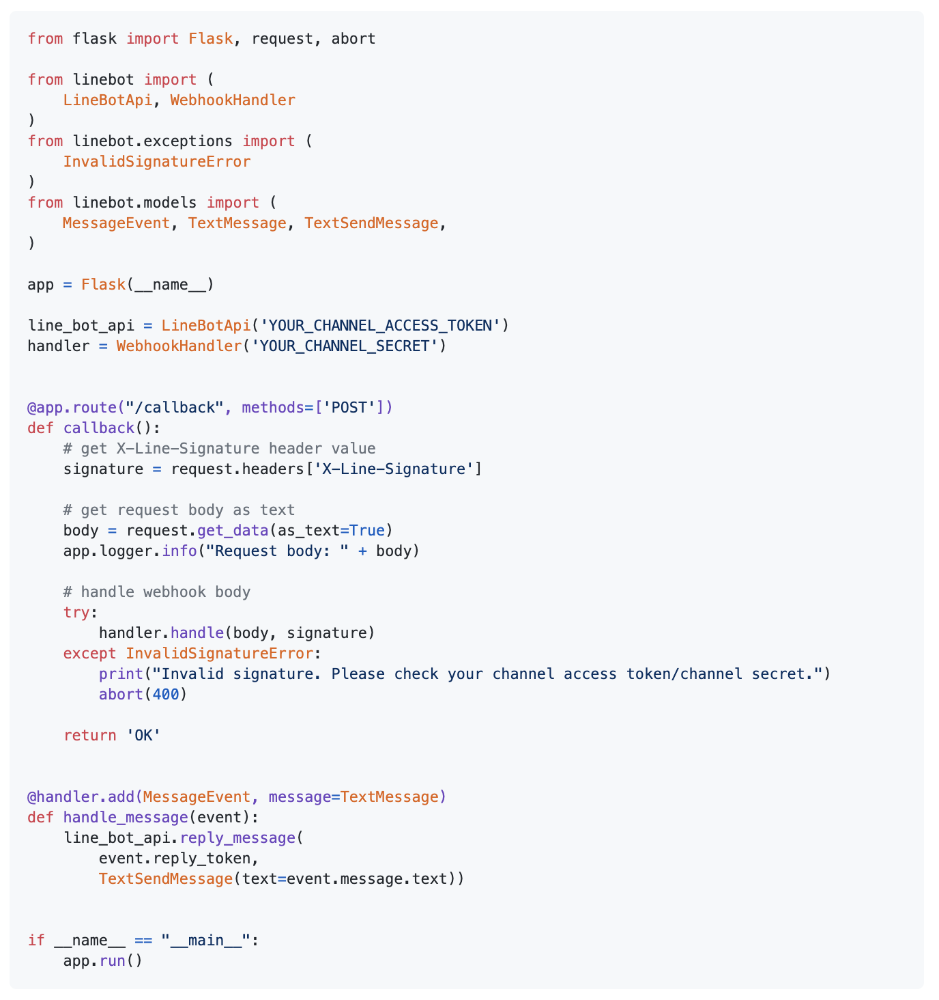 from flask import Flask, request, abort

from linebot import (
    LineBotApi, WebhookHandler
)
from linebot.exceptions import (
    InvalidSignatureError
)
from linebot.models import (
    MessageEvent, TextMessage, TextSendMessage,
)

app = Flask(__name__)

line_bot_api = LineBotApi('YOUR_CHANNEL_ACCESS_TOKEN')
handler = WebhookHandler('YOUR_CHANNEL_SECRET')


@app.route("/callback", methods=['POST'])
def callback():
    # get X-Line-Signature header value
    signature = request.headers['X-Line-Signature']

    # get request body as text
    body = request.get_data(as_text=True)
    app.logger.info("Request body: " + body)

    # handle webhook body
    try:
        handler.handle(body, signature)
    except InvalidSignatureError:
        print("Invalid signature. Please check your channel access token/channel secret.")
        abort(400)

    return 'OK'


@handler.add(MessageEvent, message=TextMessage)
def handle_message(event):
    line_bot_api.reply_message(
        event.reply_token,
        TextSendMessage(text=event.message.text))


if __name__ == "__main__":
    app.run()